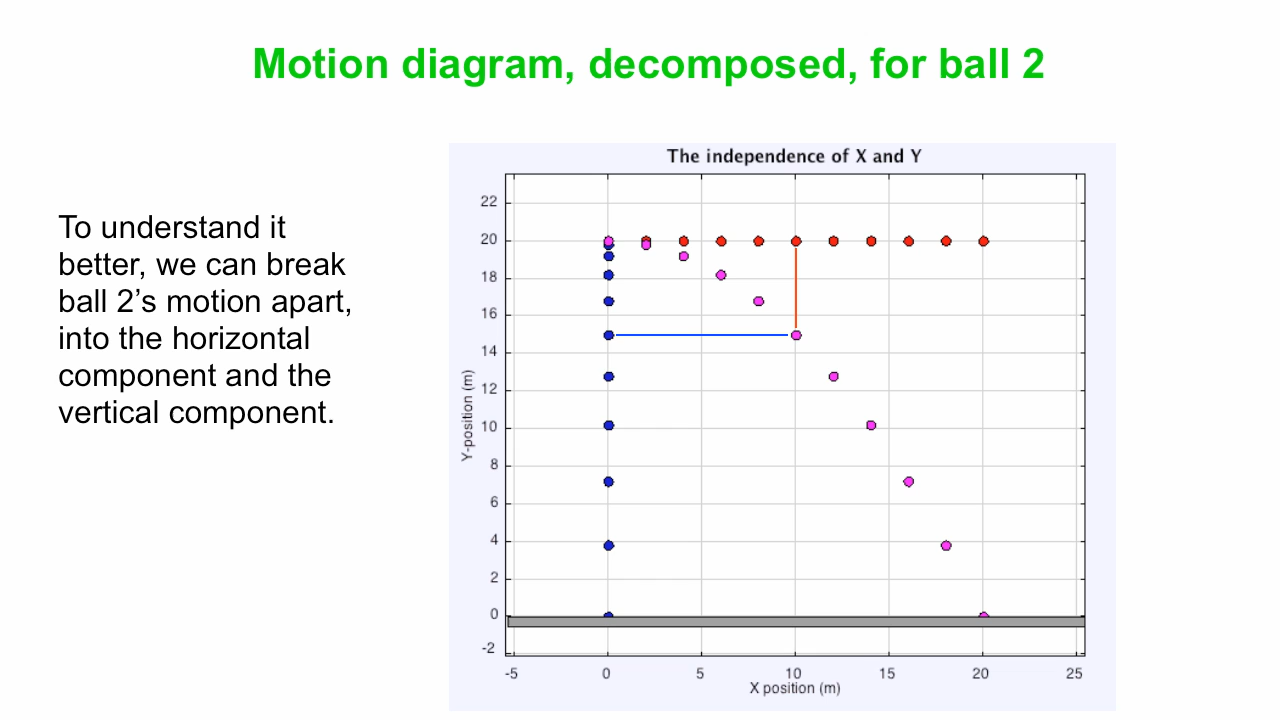 Motion diagram, decomposed, for ball 2
To understand it
better, we can break
ball 2’s motion apart,
into the horizontal
component and the
vertical component.
The independence of X and Y
22
20
18
16
14
12
10
8
6
4
2
0
-2
Y-position (m)
-5 0 5 10 15 20 25
X position (m)